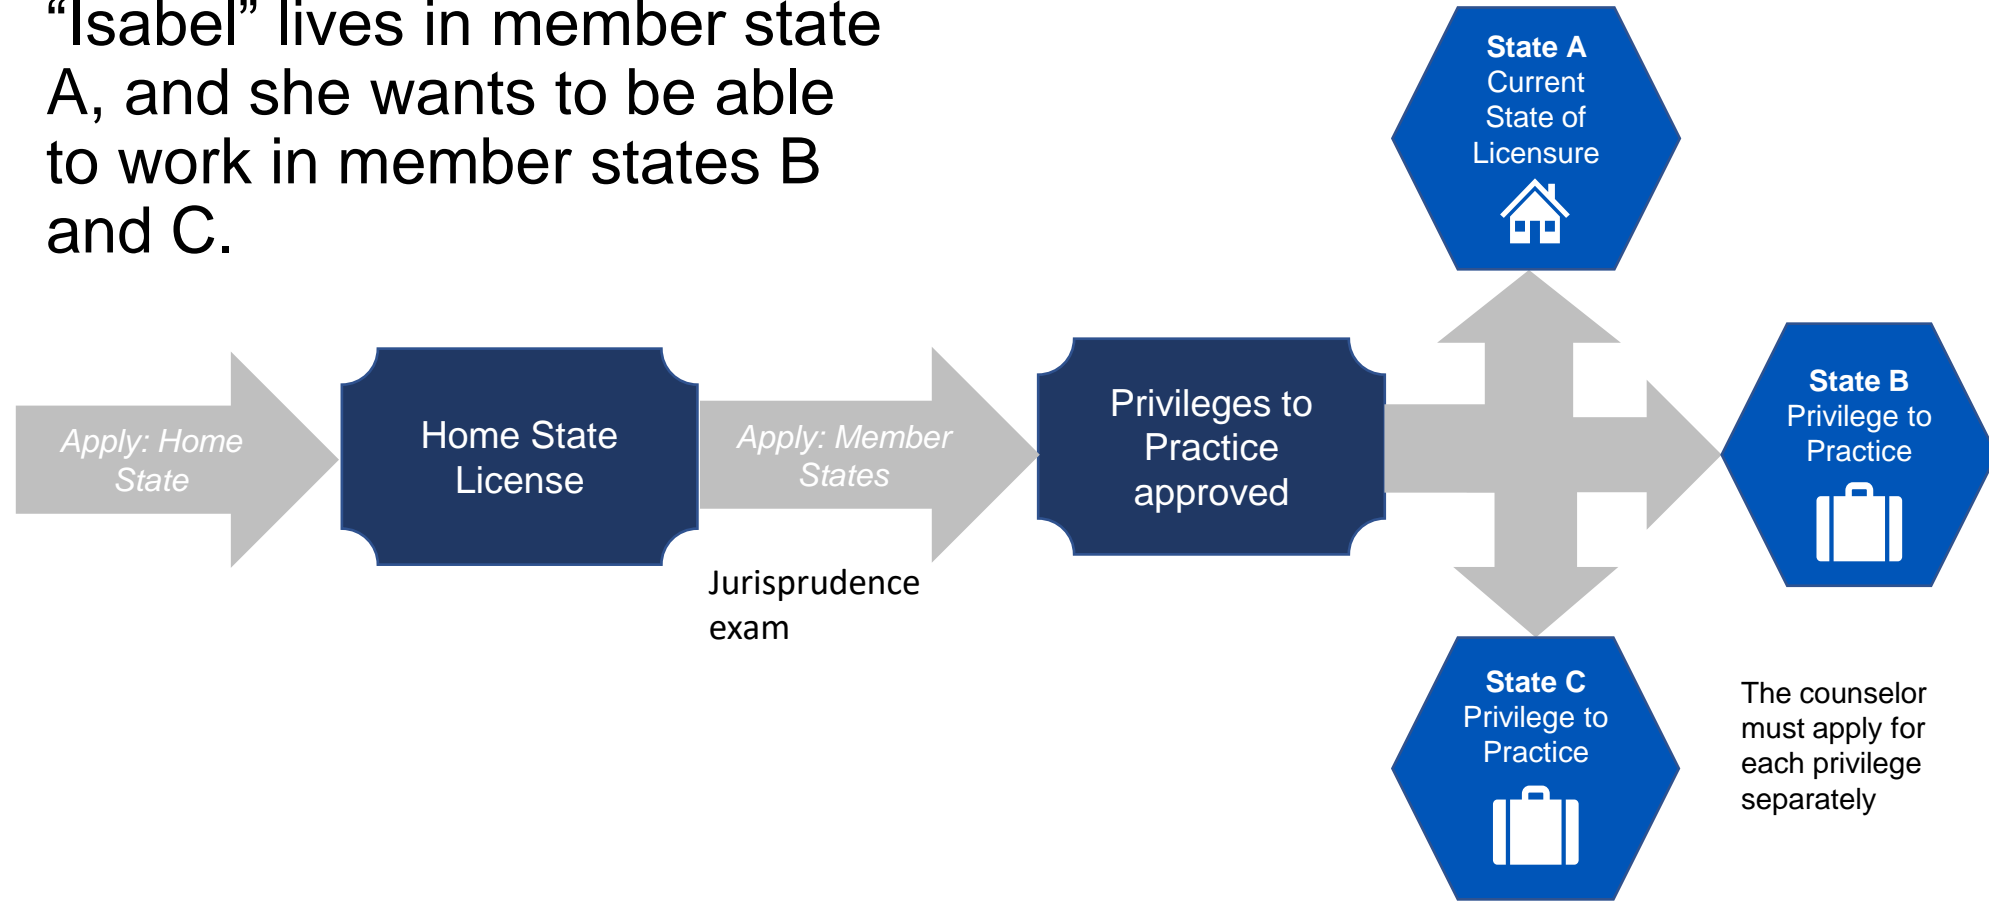 “Isabel” lives in member state
A, and she wants to be able
to work in member states B
and C.
Apply: Home
State
Home State
License
Apply: Member
States
Jurisprudence
exam
Privileges to
Practice
approved
State A
Current
State of
Licensure
State B
Privilege to
Practice
State C
Privilege to
Practice
The counselor
must apply for
each privilege
separately